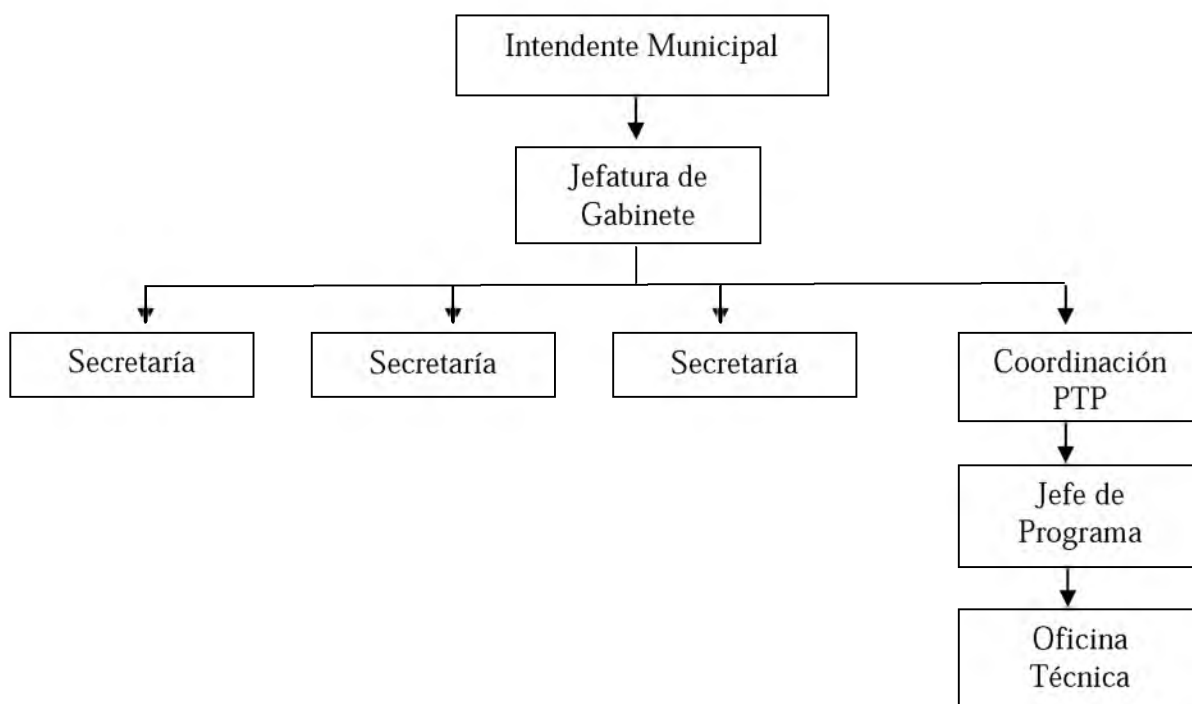 Intendente Municipal
Jefatura de
Gabinete
Secretaría
Secretaría
Secretaría
Coordinación
PTP
Jefe de
Programa
Oficina
Técnica